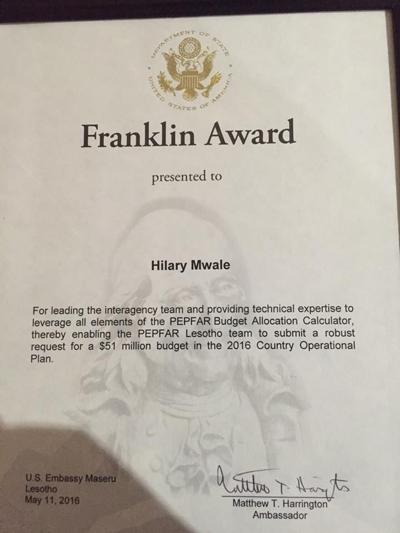 DEPARTMENT OF STATE
UNITED STATES OF AMERICA
Franklin Award
presented to
Hilary Mwale
For leading the interagency team and providing technical expertise to
leverage all elements of the PEPFAR Budget Allocation Calculator,
thereby enabling the PEPFAR Lesotho team to submit a robust
request for a $51 million budget in the 2016 Country Operational
Plan.
U.S. Embassy Maseru
Lesotho
May 11, 2016
Matthew T. Harrington
Ambassador